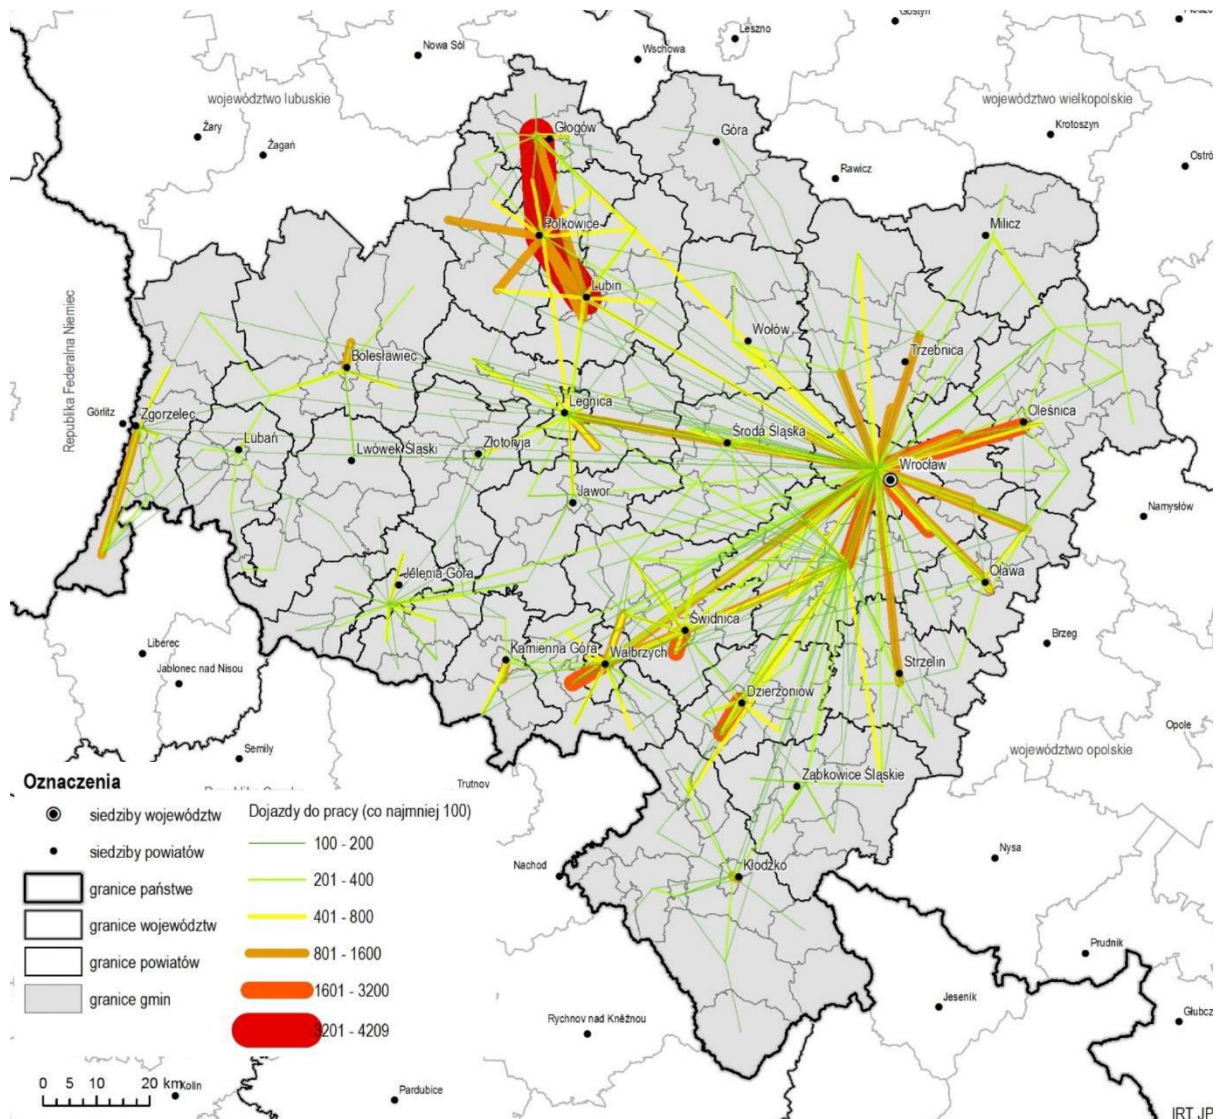 Gostyń
Leszno
Nowa Sól
Wschowa
województwo lubuskie
województwo wielkopolskie
Żary
Żagań
Głogów
Góra
Krotoszyn
Rawicz
Ostró
Polkowice
Milicz
Lubin
Republika Federalna Niemiec
Wołów
Trzebnica
Bolesławiec
Görlitz
Zgorzelec
Legnica
Oleśnica
Lubań
Lwówek Śląski
Złotoryja
Środa Śląska
Wrocław
Jawor
Namysłów
Jelenia Góra
Oława
Świdnica
Liberec
Brzeg
Jablonec nad Nisou
Kamienna Góra
Wałbrzych
Strzelin
Dzierżoniów
Semily
Opole
województwo opolskie
Trutnov
Ząbkowice Śląskie
Oznaczenia
siedziby województw
siedziby powiatów
granice państwe
granice województw
granice powiatów
granice gmin
Dojazdy do pracy (co najmniej 100)
100 - 200
201 - 400
401 - 800
801 - 1600
1601 - 3200
3201 - 4209
Nachod
Kłodzko
Nysa
Prudnik
Jesenik
Rychnov nad Kněžnou
Głubcz
0 5 10 20 km
Kolin
Pardubice
IRT JP